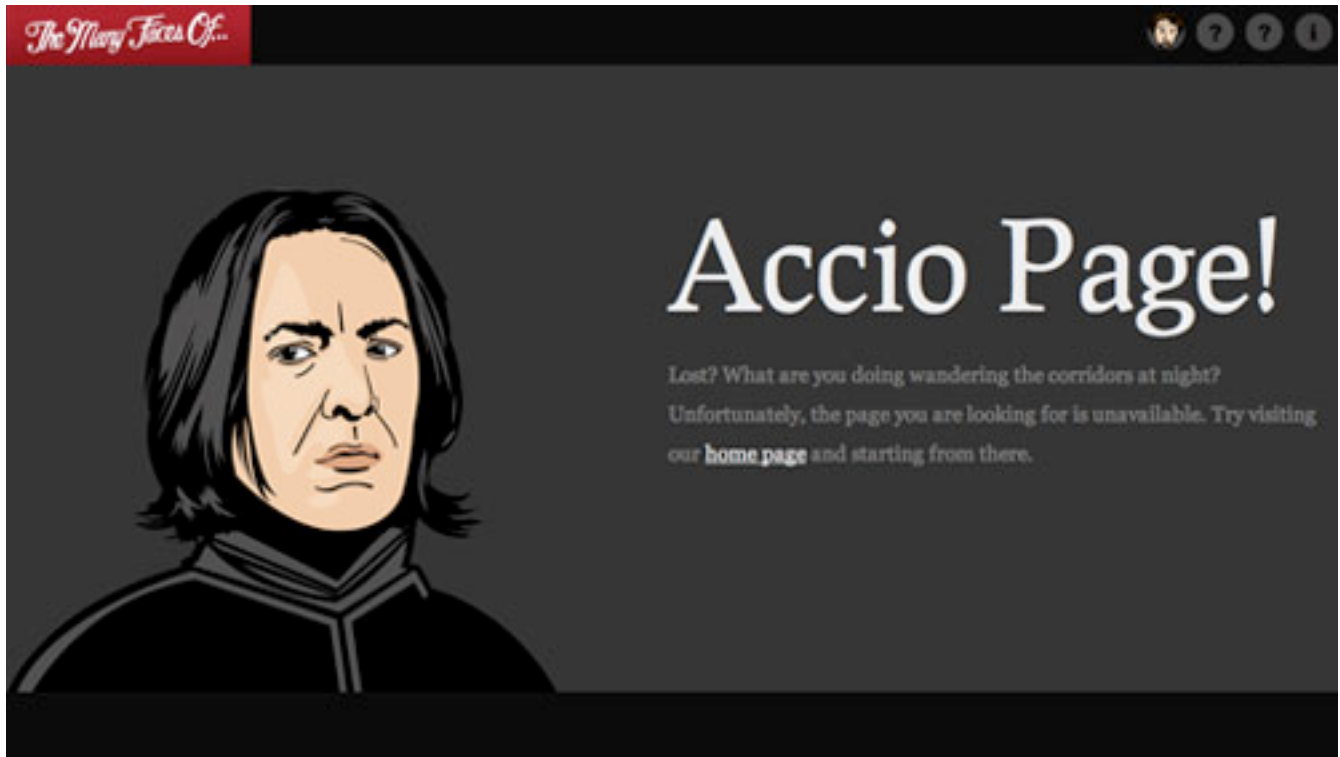 The Many Faces Of...
? ? i
Accio Page!
Lost? What are you doing wandering the corridors at night?
Unfortunately, the page you are looking for is unavailable. Try visiting
our home page and starting from there.